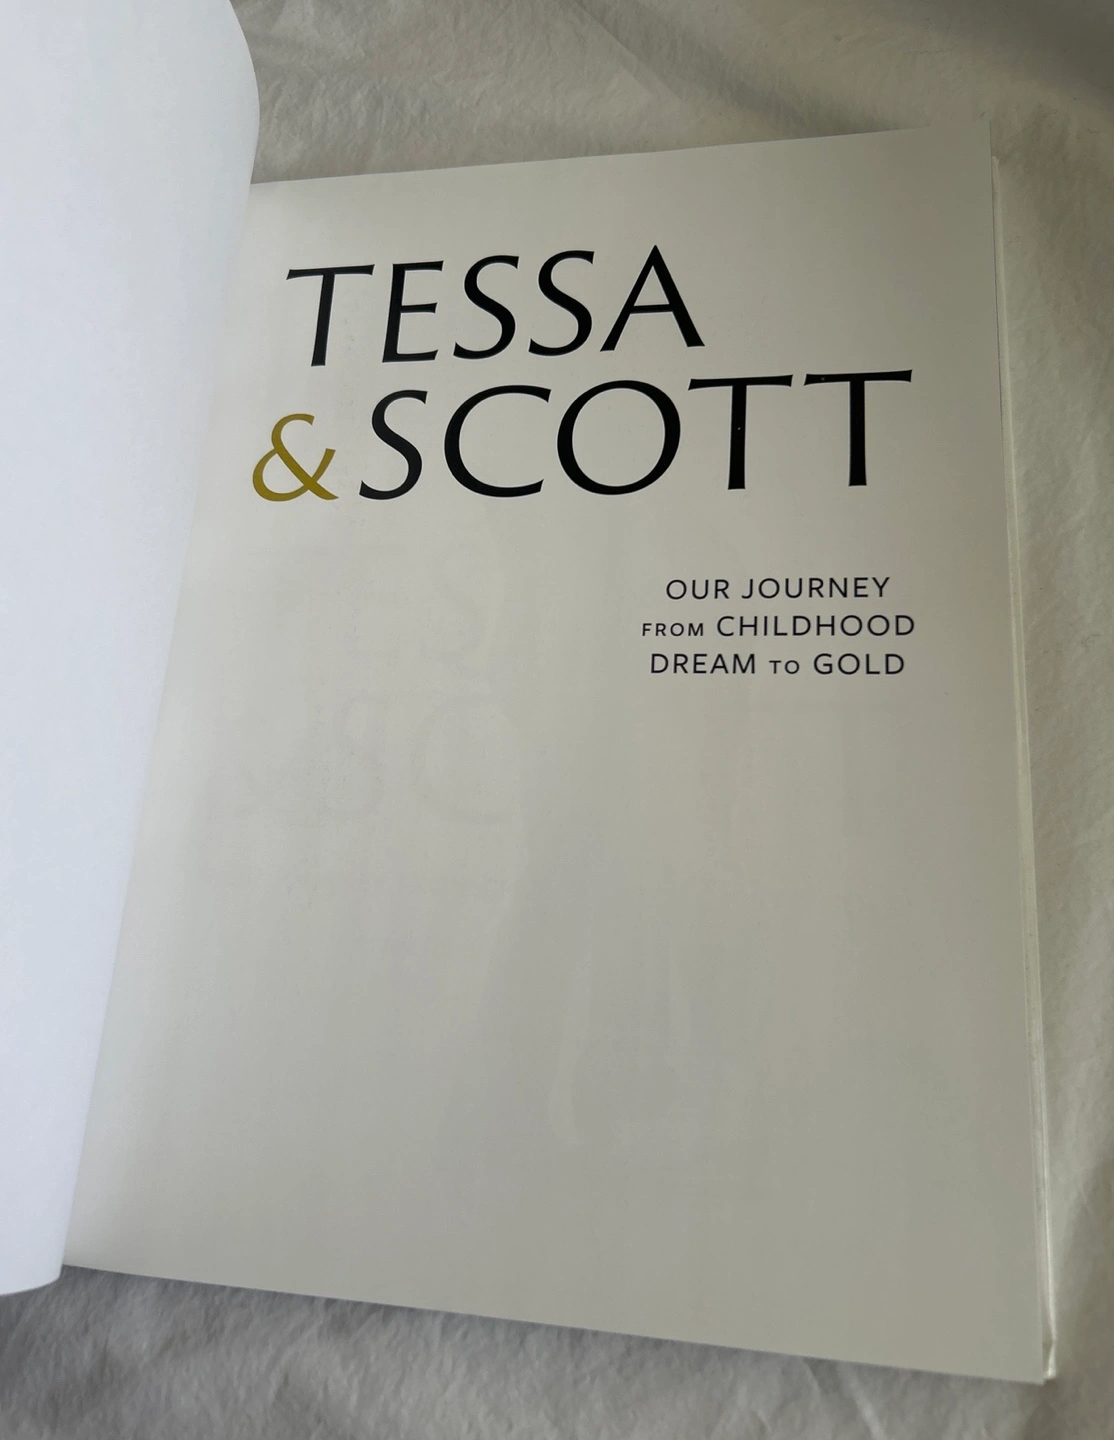 TESSA
& SCOTT
OUR JOURNEY
FROM CHILDHOOD
DREAM TO GOLD